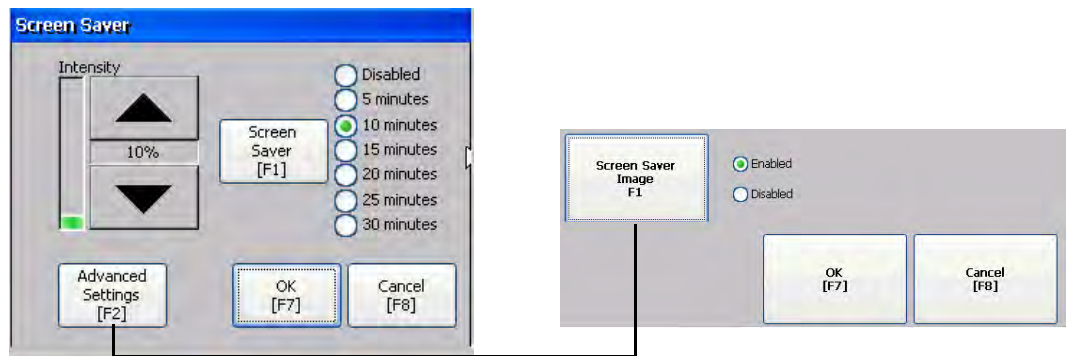 Screen Saver
Intensity
10%
Screen
Saver
[F1]
Disabled
5 minutes
10 minutes
15 minutes
20 minutes
25 minutes
30 minutes
Advanced
Settings
[F2]
OK
[F7]
Cancel
[F8]
Screen Saver
Image
F1
Enabled
Disabled
OK
[F7]
Cancel
[F8]